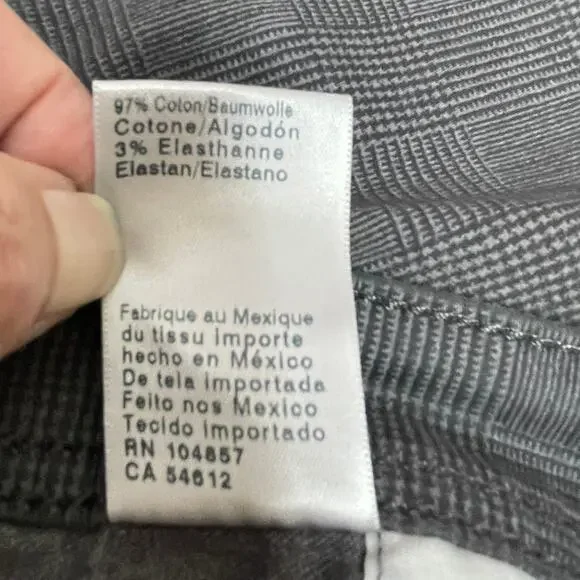 97% Coton/Baumwolle
Cotone/Algodón
3% Elasthanne
Elastan/Elastano
Fabrique au Mexique
du tissu importe
hecho en México
De tela importada
Feito nos Mexico
Tecido importado
RN 104857
CA 54612